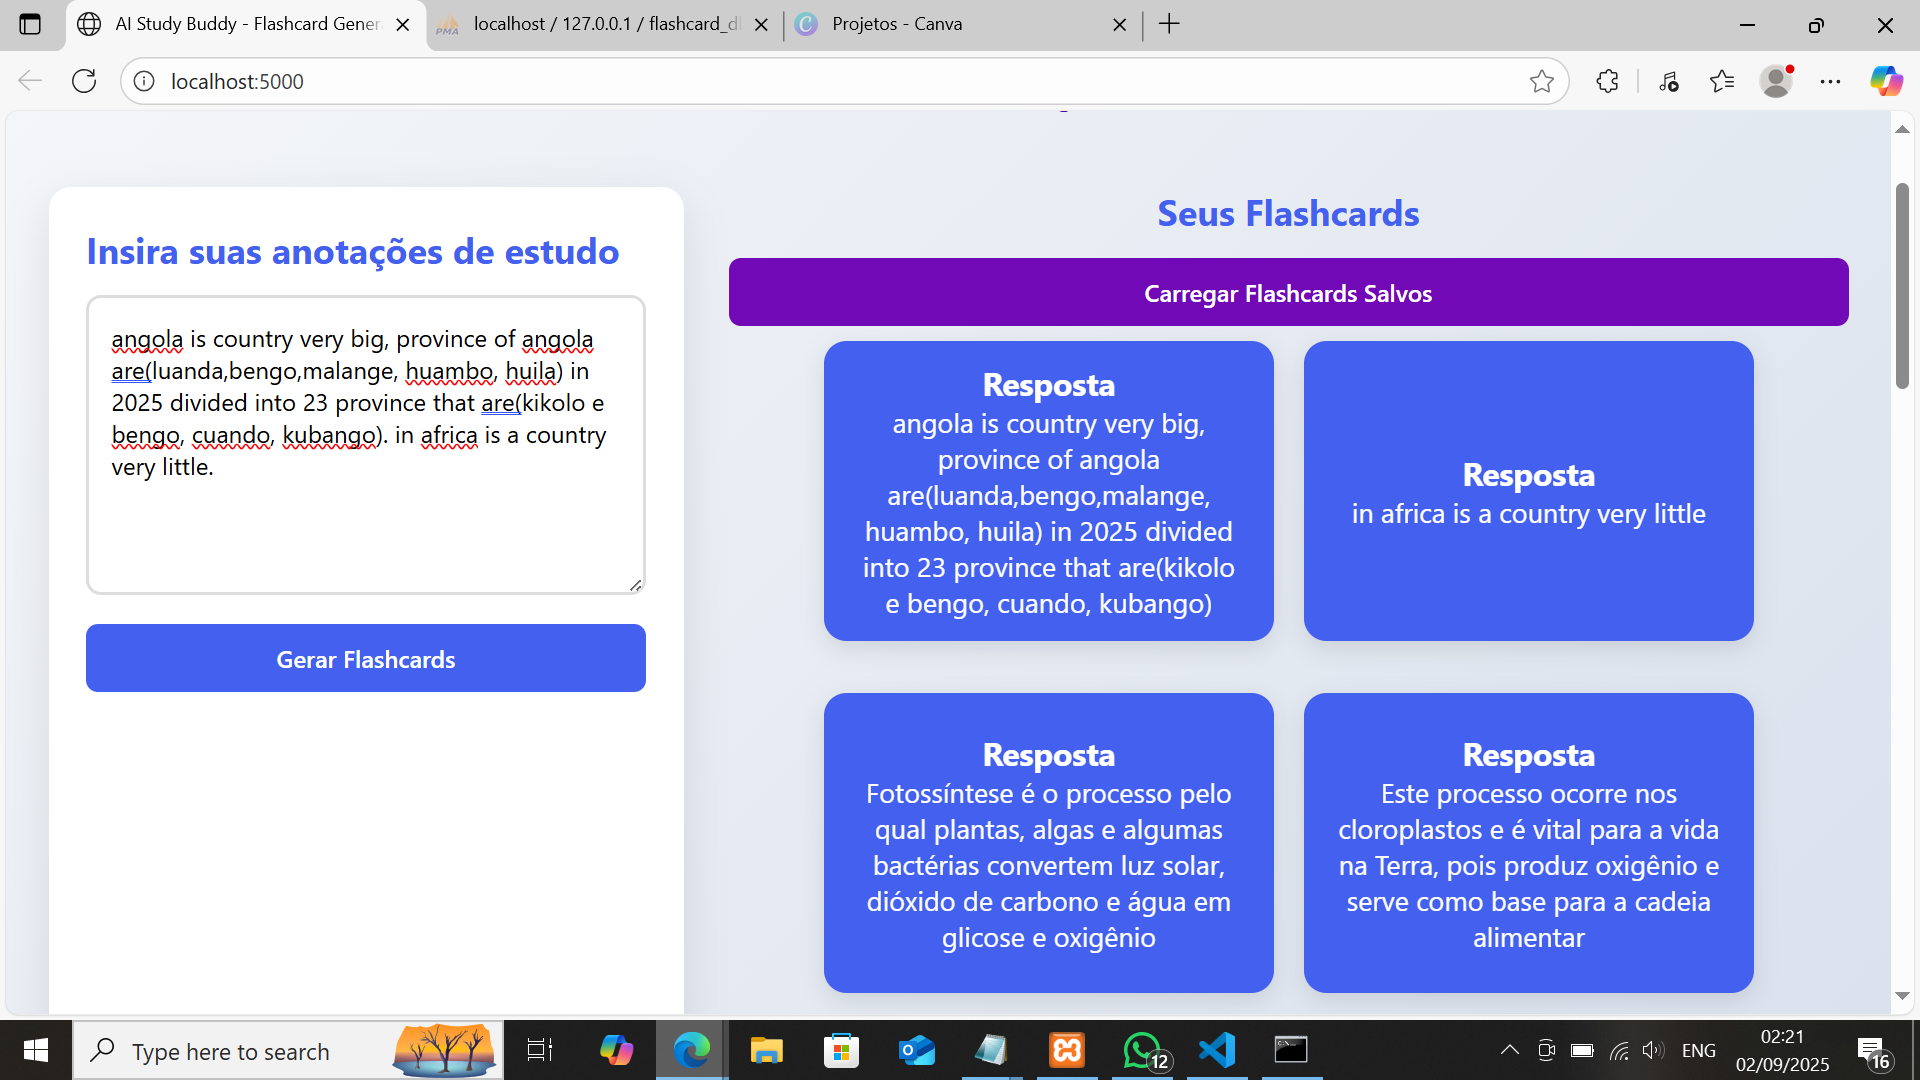 AI Study Buddy - Flashcard Gener
localhost / 127.0.0.1 / flashcard_d
Projetos - Canva
localhost:5000
Insira suas anotações de estudo
angola is country very big, province of angola
are(luanda,bengo,malange, huambo, huila) in
2025 divided into 23 province that are(kikolo e
bengo, cuando, kubango). in africa is a country
very little.
Gerar Flashcards
Seus Flashcards
Carregar Flashcards Salvos
Resposta
angola is country very big,
province of angola
are(luanda,bengo,malange,
huambo, huila) in 2025 divided
into 23 province that are(kikolo
e bengo, cuando, kubango)
Resposta
in africa is a country very little
Resposta
Fotossíntese é o processo pelo
qual plantas, algas e algumas
bactérias convertem luz solar,
dióxido de carbono e água em
glicose e oxigênio
Resposta
Este processo ocorre nos
cloroplastos e é vital para a vida
na Terra, pois produz oxigênio e
serve como base para a cadeia
alimentar
Type here to search
12
ENG
02:21
02/09/2025
16